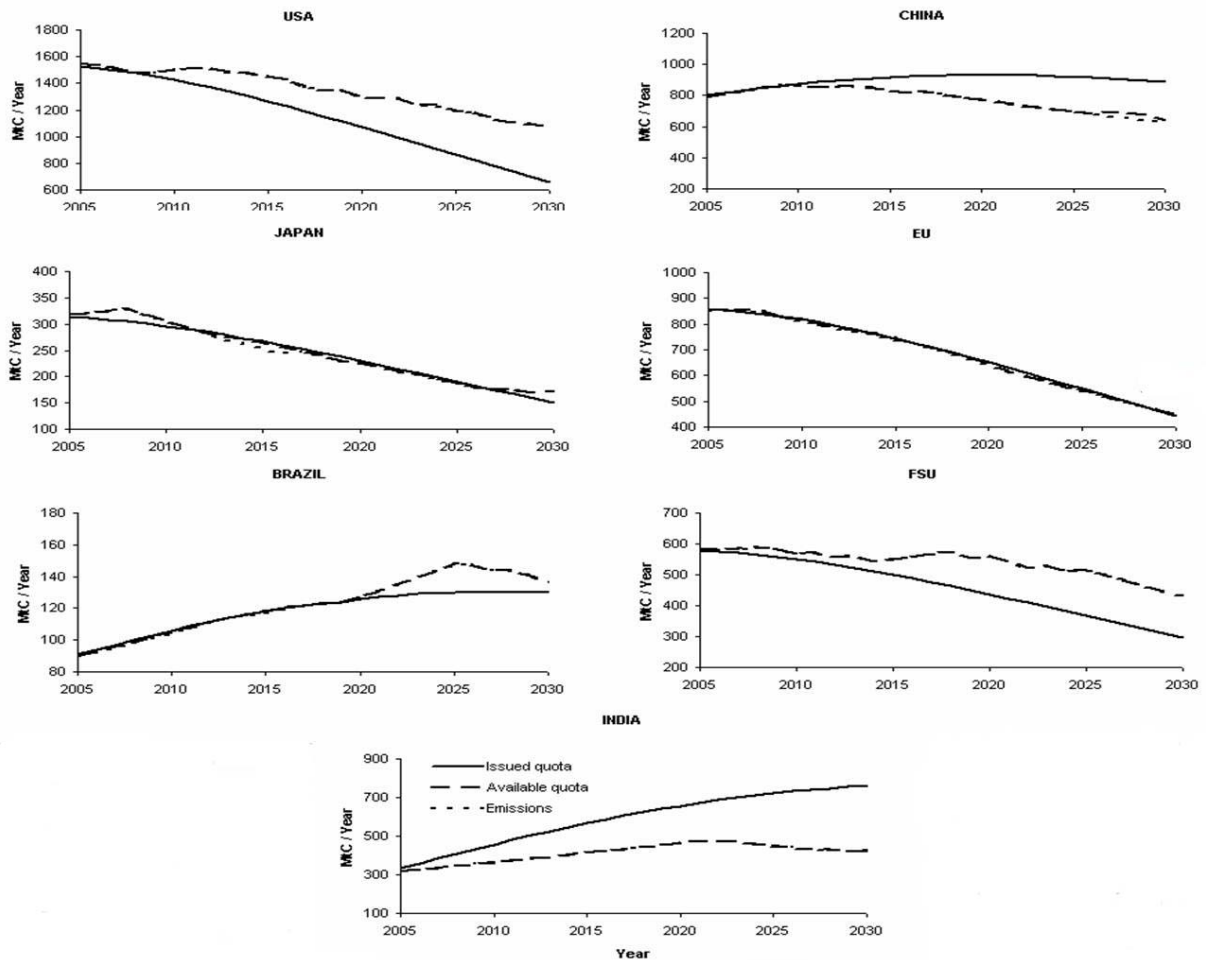 USA
MtC / Year
1800
1600
1400
1200
1000
800
600
2005 2010 2015 2020 2025 2030
CHINA
MtC / Year
1200
1000
800
600
400
200
2005 2010 2015 2020 2025 2030
JAPAN
MtC / Year
400
350
300
250
200
150
100
2005 2010 2015 2020 2025 2030
EU
MtC / Year
1000
900
800
700
600
500
400
2005 2010 2015 2020 2025 2030
BRAZIL
MtC / Year
180
160
140
120
100
80
2005 2010 2015 2020 2025 2030
FSU
MtC / Year
700
600
500
400
300
200
2005 2010 2015 2020 2025 2030
INDIA
MtC / Year
900
700
500
300
100
Issued quota
Available quota
Emissions
2005 2010 2015 2020 2025 2030
Year